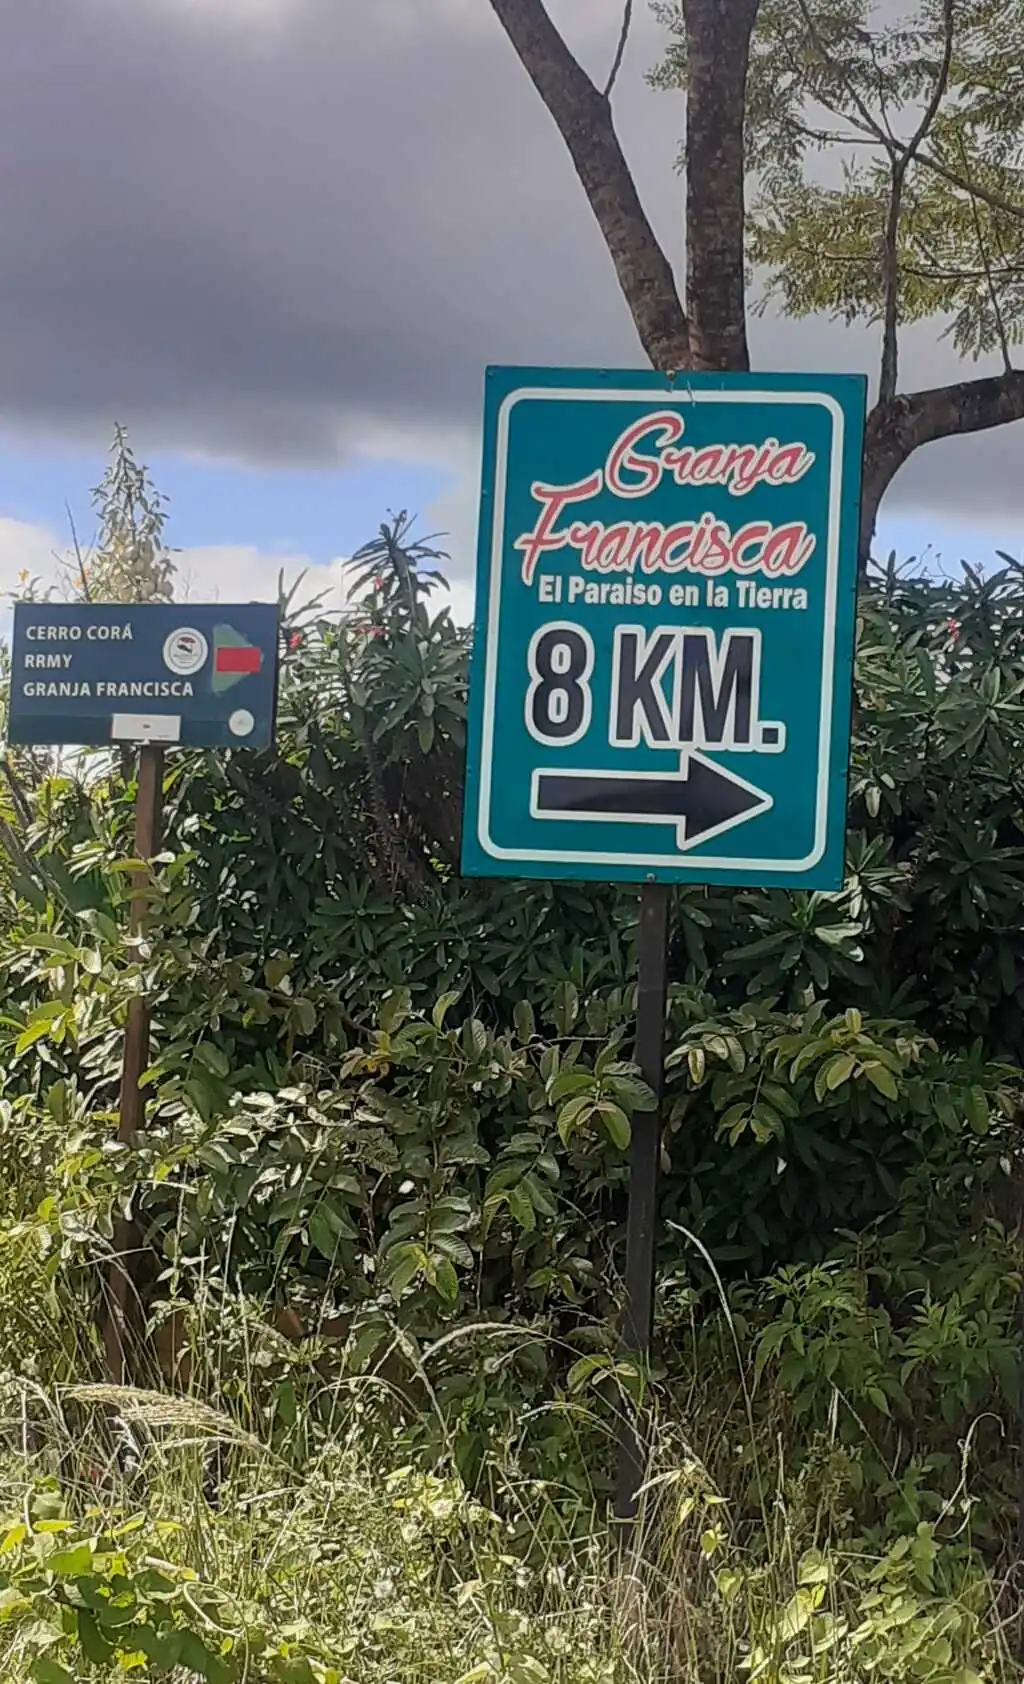 CERRO CORÁ
RRMY
GRANJA FRANCISCA
Granja
Francisca
El Paraiso en la Tierra
8 KM.